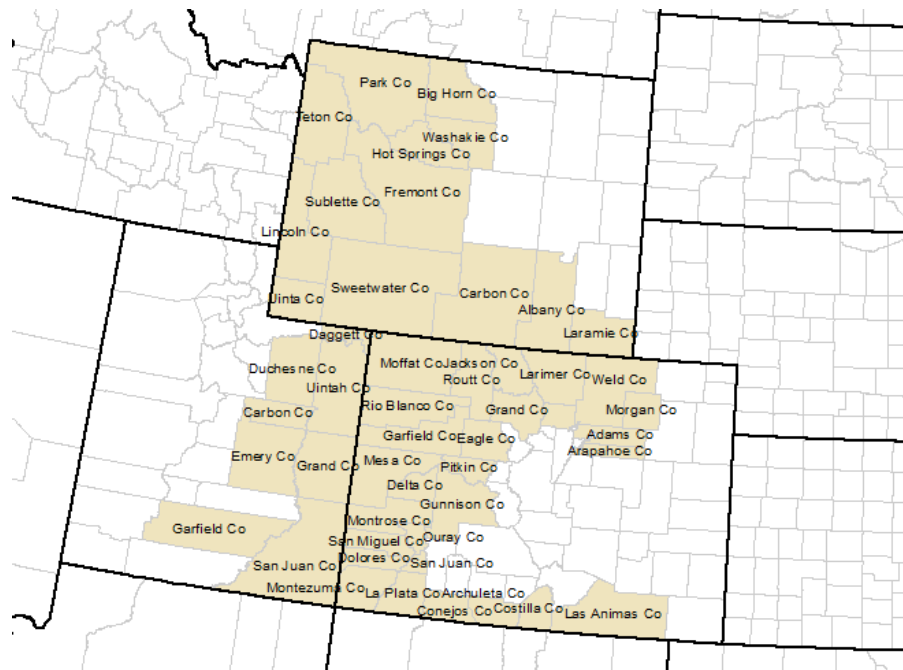 Park Co
Big Horn Co
Teton Co
Washakie Co
Hot Springs Co
Fremont Co
Sublette Co
Lincoln Co
Sweetwater Co
Carbon Co
Uinta Co
Albany Co
Laramie Co
Daggett Co
Moffat Co
Jackson Co
Duchesne Co
Routt Co
Larimer Co
Weld Co
Uintah Co
Rio Blanco Co
Carbon Co
Grand Co
Morgan Co
Garfield Co
Eagle Co
Adams Co
Arapahoe Co
Emery Co
Grand Co
Mesa Co
Pitkin Co
Delta Co
Gunnison Co
Garfield Co
Montrose Co
San Miguel Co
Ouray Co
Dolores Co
San Juan Co
San Juan Co
Montezuma Co
La Plata Co
Archuleta Co
Conejos Co
Costilla Co
Las Animas Co